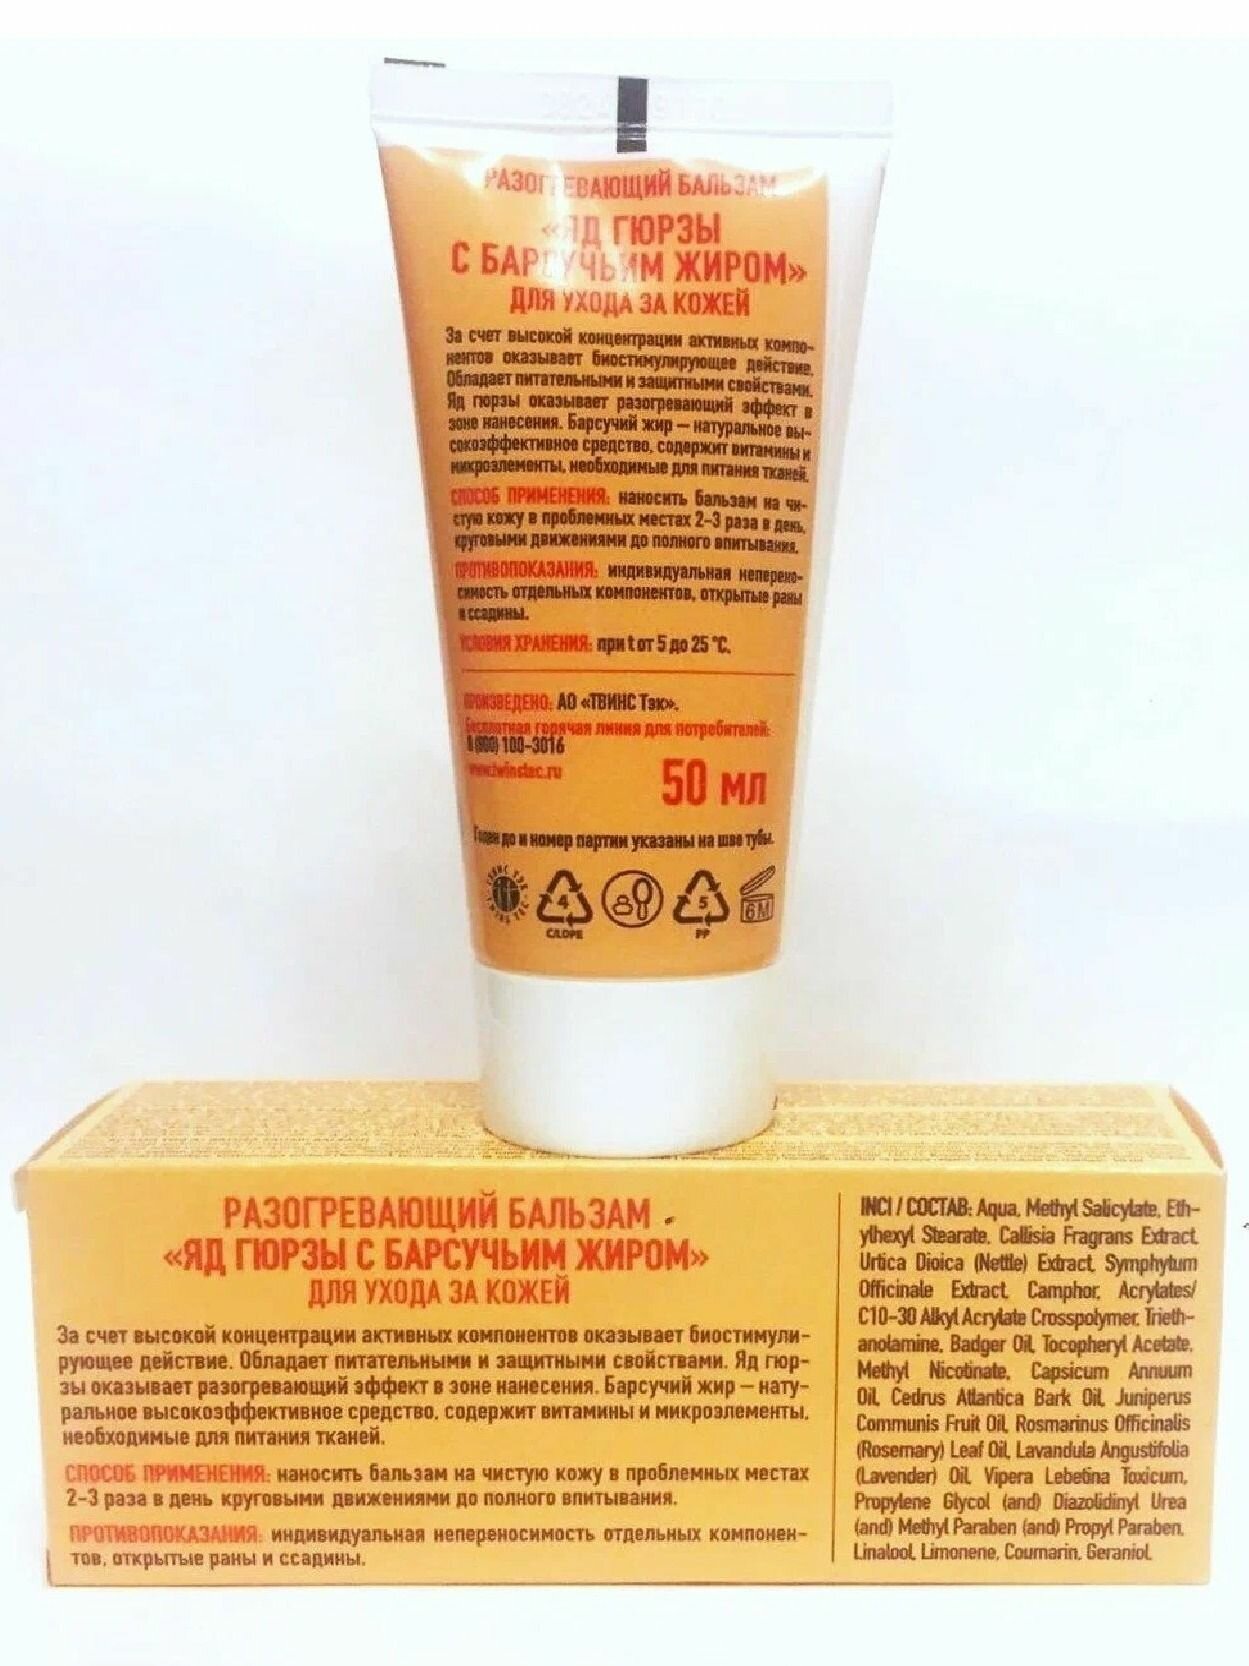 РАЗОГРЕВАЮЩИЙ БАЛЬЗАМ
«ЯД ГЮРЗЫ
С БАРСУЧЬИМ ЖИРОМ»
ДЛЯ УХОДА ЗА КОЖЕЙ
За счет высокой концентрации активных компо-
нентов оказывает биостимулирующее действие.
Обладает питательными и защитными свойствами.
Яд гюрзы оказывает разогревающий эффект в
зоне нанесения. Барсучий жир – натуральное вы-
сокоэффективное средство, содержит витамины и
микроэлементы, необходимые для питания тканей.
СПОСОБ ПРИМЕНЕНИЯ: наносить бальзам на чи-
стую кожу в проблемных местах 2-3 раза в день,
круговыми движениями до полного впитывания.
ПРОТИВОПОКАЗАНИЯ: индивидуальная неперено-
симость отдельных компонентов, открытые раны
и ссадины.
УСЛОВИЯ ХРАНЕНИЯ: при t от 5 до 25 °С.
ПРОИЗВЕДЕНО: АО «ТВИНС Тэк».
Бесплатная горячая линия для потребителей:
8 (800) 100-3016
www.twinstec.ru
50 мл
Годен до и номер партии указаны на шве тубы.
4 5 6M
C/LDPE PP
РАЗОГРЕВАЮЩИЙ БАЛЬЗАМ
«ЯД ГЮРЗЫ С БАРСУЧЬИМ ЖИРОМ»
ДЛЯ УХОДА ЗА КОЖЕЙ
За счет высокой концентрации активных компонентов оказывает биостимули-
рующее действие. Обладает питательными и защитными свойствами. Яд гюр-
зы оказывает разогревающий эффект в зоне нанесения. Барсучий жир – нату-
ральное высокоэффективное средство, содержит витамины и микроэлементы,
необходимые для питания тканей.
СПОСОБ ПРИМЕНЕНИЯ: наносить бальзам на чистую кожу в проблемных местах
2-3 раза в день круговыми движениями до полного впитывания.
ПРОТИВОПОКАЗАНИЯ: индивидуальная непереносимость отдельных компонен-
тов, открытые раны и ссадины.
INCI / СОСТАВ: Aqua, Methyl Salicylate, Eth-
ylhexyl Stearate, Callisia Fragrans Extract,
Urtica Dioica (Nettle) Extract, Symphytum
Officinale Extract, Camphor, Acrylates/
C10-30 Alkyl Acrylate Crosspolymer, Trieth-
anolamine, Badger Oil, Tocopheryl Acetate,
Methyl Nicotinate, Capsicum Annuum
Oil, Cedrus Atlantica Bark Oil, Juniperus
Communis Fruit Oil, Rosmarinus Officinalis
(Rosemary) Leaf Oil, Lavandula Angustifolia
(Lavender) Oil, Vipera Lebetina Toxicum,
Propylene Glycol (and) Diazolidinyl Urea
(and) Methyl Paraben (and) Propyl Paraben,
Linalool, Limonene, Coumarin, Geraniol.